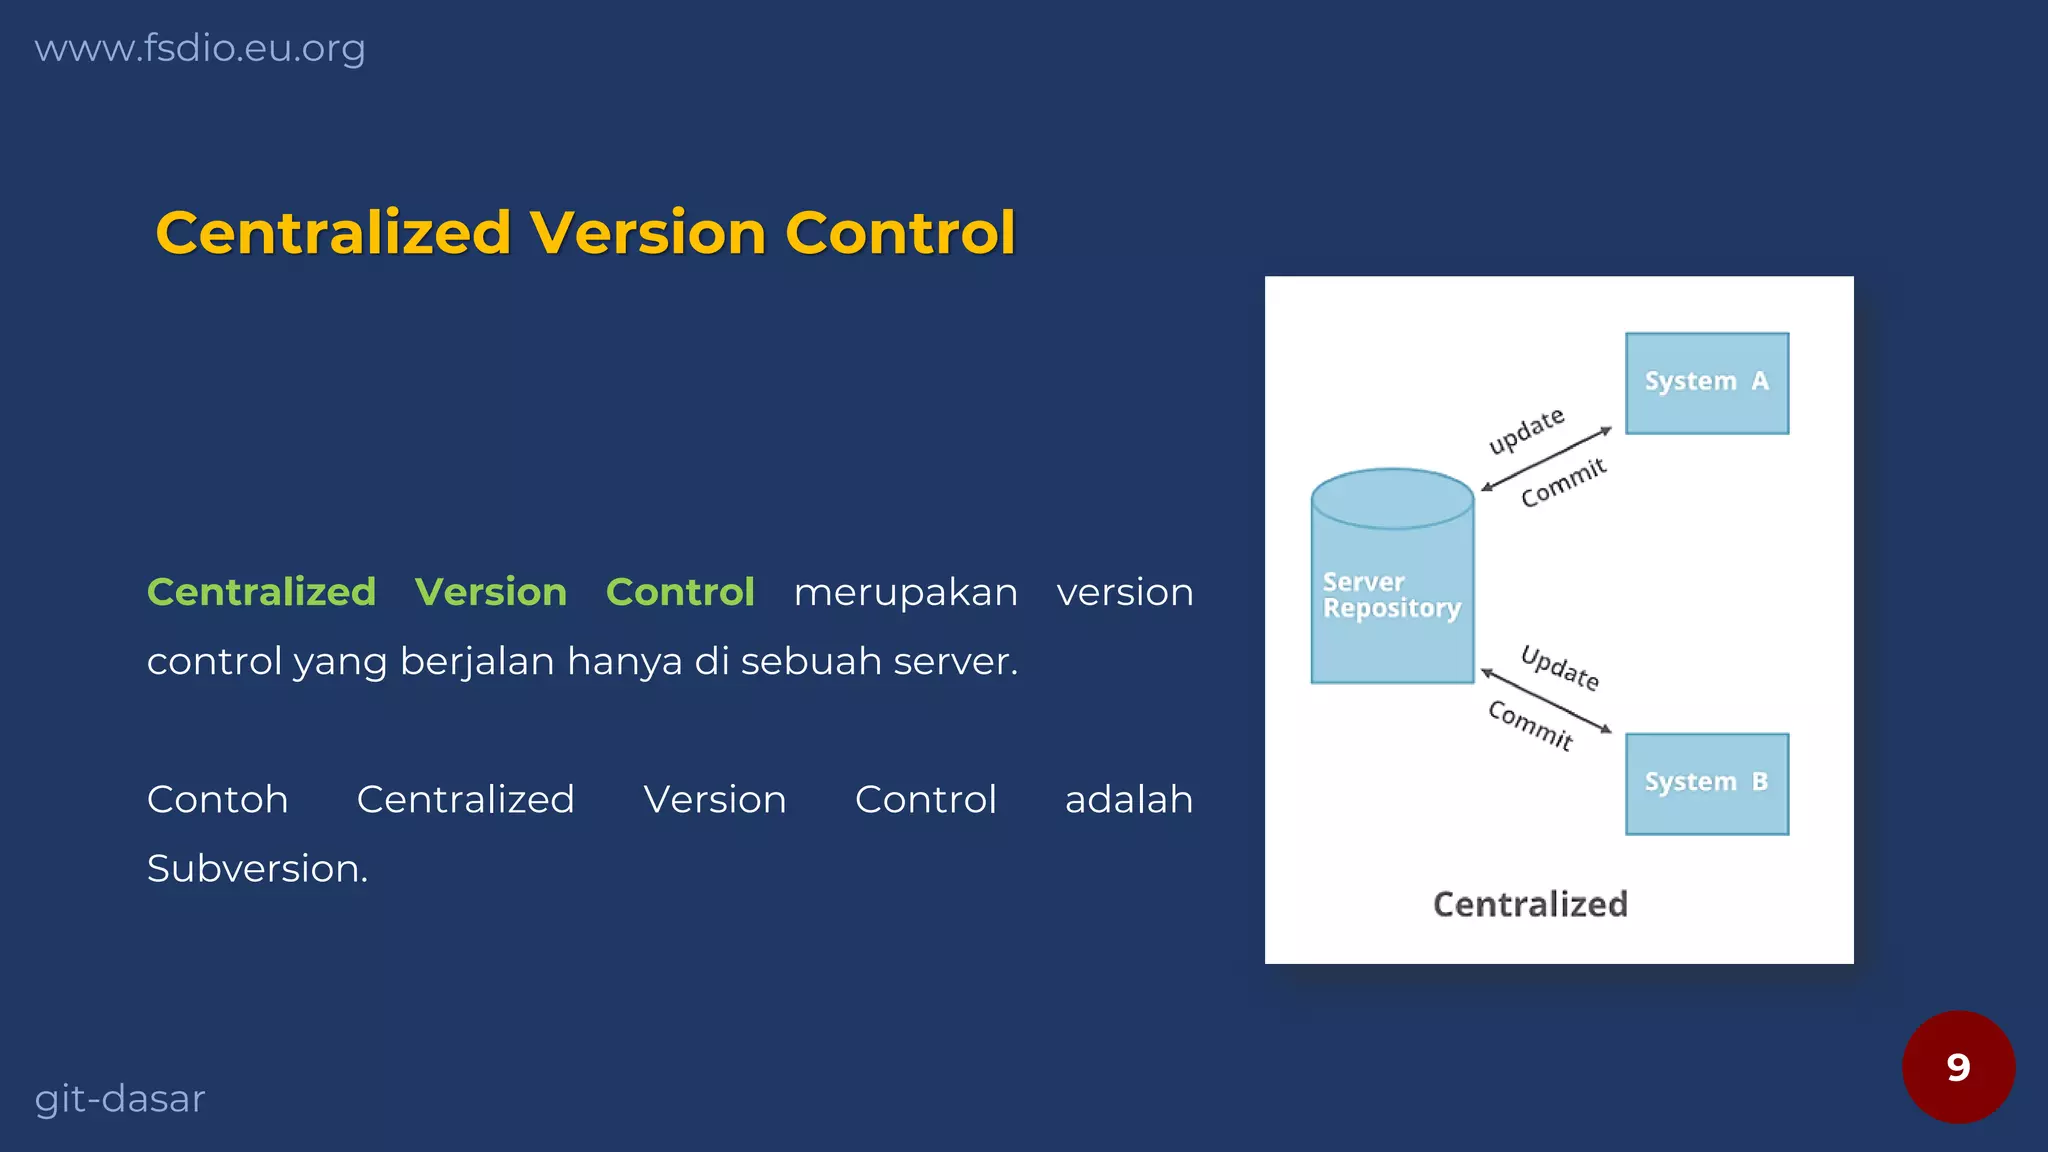 www.fsdio.eu.org
Centralized Version Control
Centralized Version Control merupakan version
control yang berjalan hanya di sebuah server.
Contoh Centralized Version Control adalah
Subversion.
System A
update
Commit
Server
Repository
Update
Commit
System B
Centralized
9
git-dasar